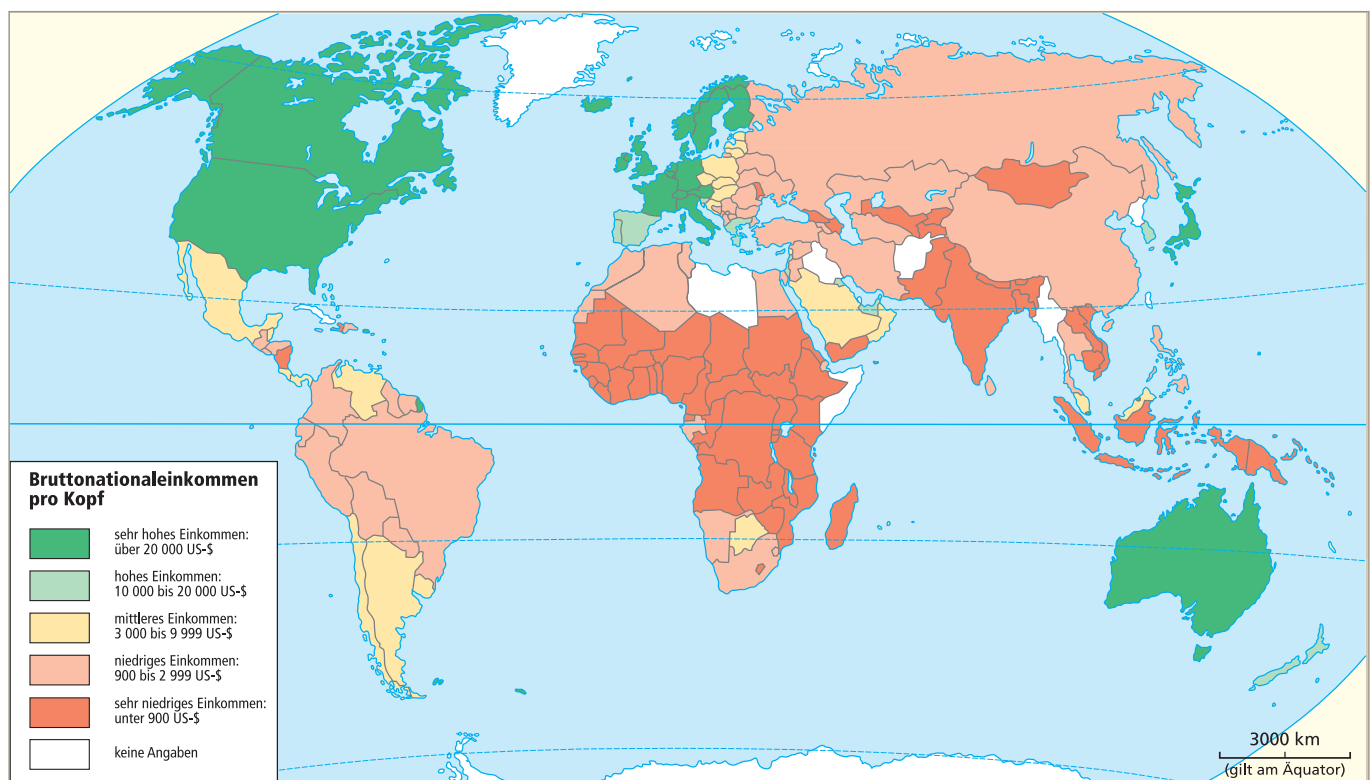 Bruttonationaleinkommen
pro Kopf
sehr hohes Einkommen:
über 20 000 US-$
hohes Einkommen:
10 000 bis 20 000 US-$
mittleres Einkommen:
3 000 bis 9 999 US-$
niedriges Einkommen:
900 bis 2 999 US-$
sehr niedriges Einkommen:
unter 900 US-$
keine Angaben
3000 km
(gilt am Äquator)